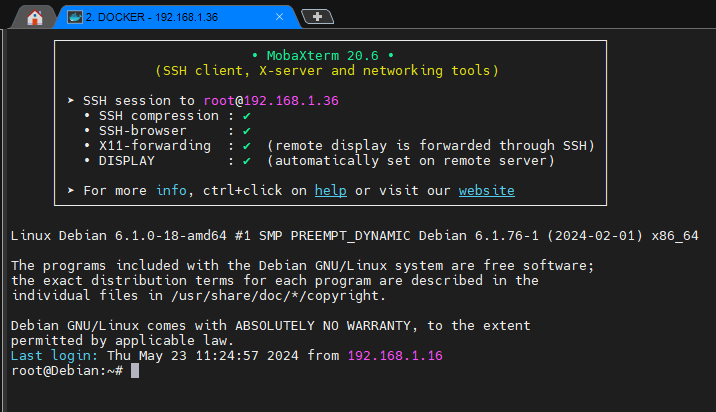 2. DOCKER - 192.168.1.36
• MobaXterm 20.6 •
(SSH client, X-server and networking tools)
➤ SSH session to root@192.168.1.36
• SSH compression : ✔
• SSH-browser     : ✔
• X11-forwarding  : ✔  (remote display is forwarded through SSH)
• DISPLAY         : ✔  (automatically set on remote server)
➤ For more info, ctrl+click on help or visit our website
Linux Debian 6.1.0-18-amd64 #1 SMP PREEMPT_DYNAMIC Debian 6.1.76-1 (2024-02-01) x86_64
The programs included with the Debian GNU/Linux system are free software;
the exact distribution terms for each program are described in the
individual files in /usr/share/doc/*/copyright.
Debian GNU/Linux comes with ABSOLUTELY NO WARRANTY, to the extent
permitted by applicable law.
Last login: Thu May 23 11:24:57 2024 from 192.168.1.16
root@Debian:~#